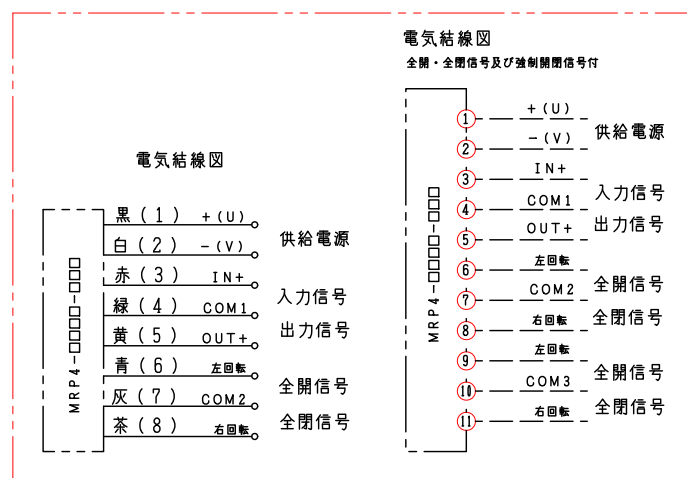 電気結線図
黒(1) +(U)
白(2) -(V)
供給電源
赤(3) IN+
緑(4) COM1
入力信号
黄(5) OUT+
出力信号
青(6) 左回転
灰(7) COM2
全開信号
茶(8) 右回転
全閉信号
MRP4-□□□□-□□□
電気結線図
全開・全閉信号及び強制開閉信号付
① +(U)
② -(V)
供給電源
③ IN+
④ COM1
入力信号
⑤ OUT+
出力信号
⑥ 左回転
⑦ COM2
全開信号
⑧ 右回転
全閉信号
⑨ 左回転
⑩ COM3
全開信号
⑪ 右回転
全閉信号
MRP4-□□□□-□□□